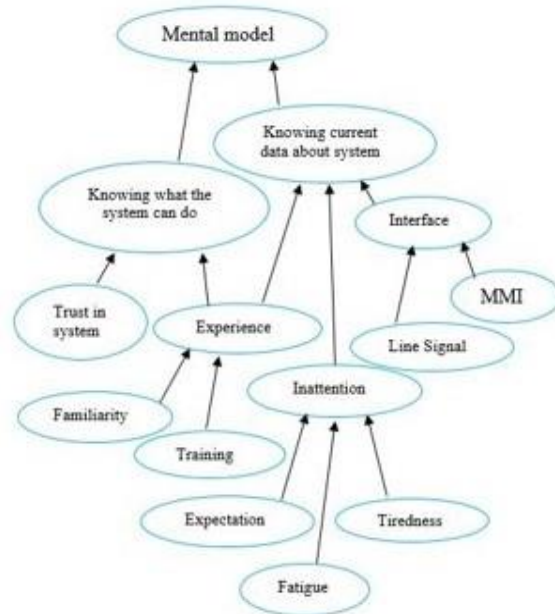 Mental model
Knowing current
data about system
Knowing what the
system can do
Interface
MMI
Trust in
system
Experience
Line Signal
Inattention
Familiarity
Training
Expectation
Tiredness
Fatigue